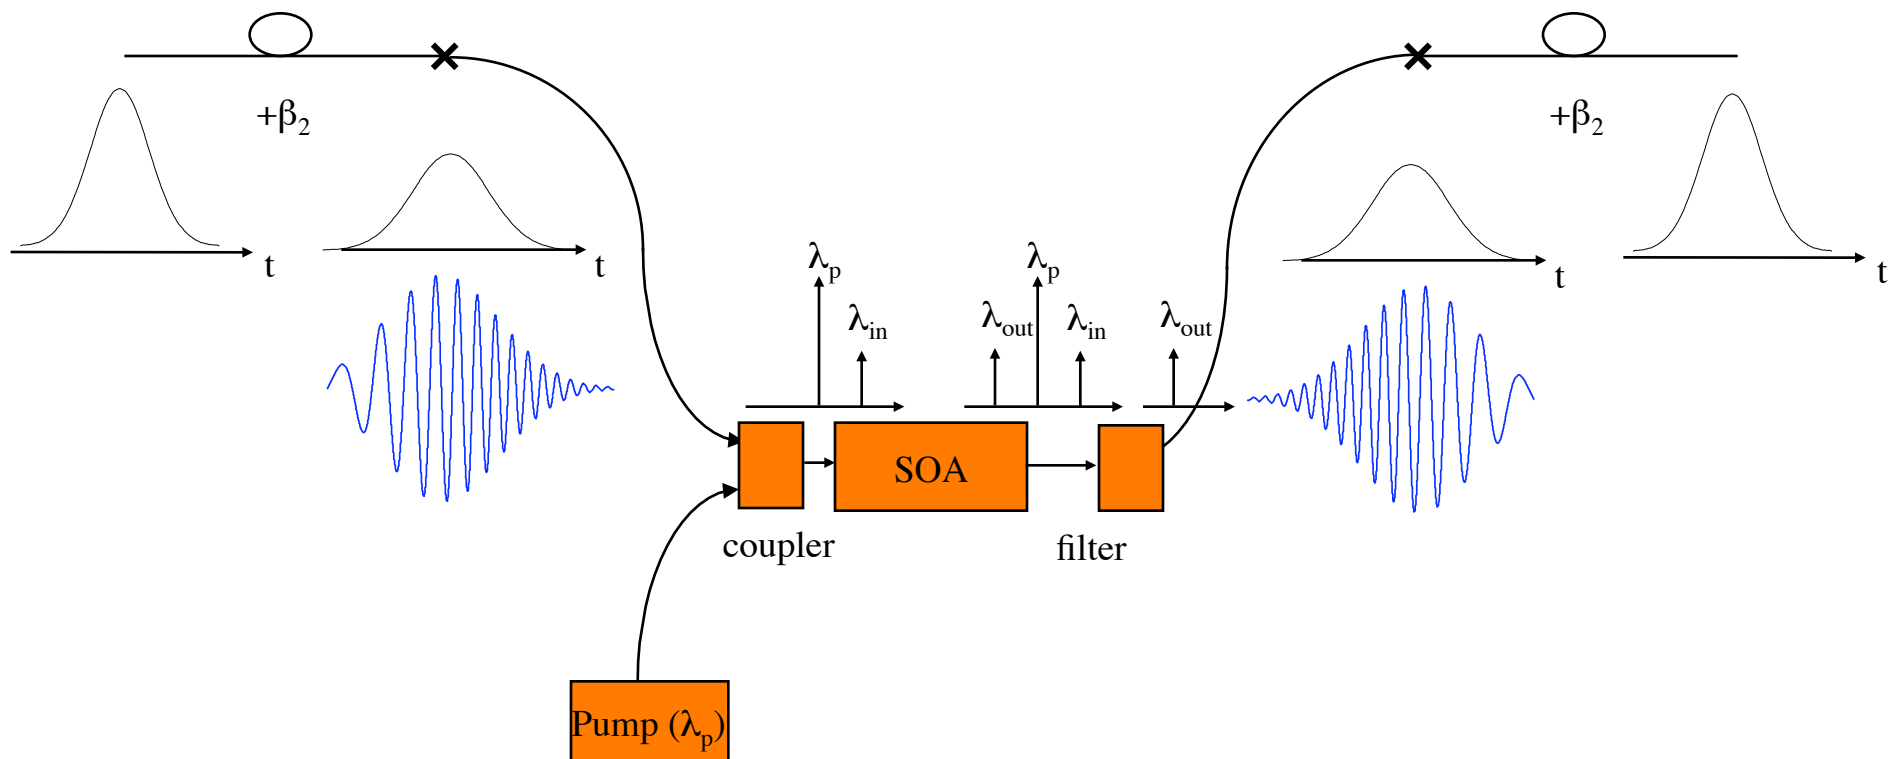 +β2
+β2
t
t
t
t
λp
λin
λout
λp
λin
λout
SOA
coupler
filter
Pump (λp)